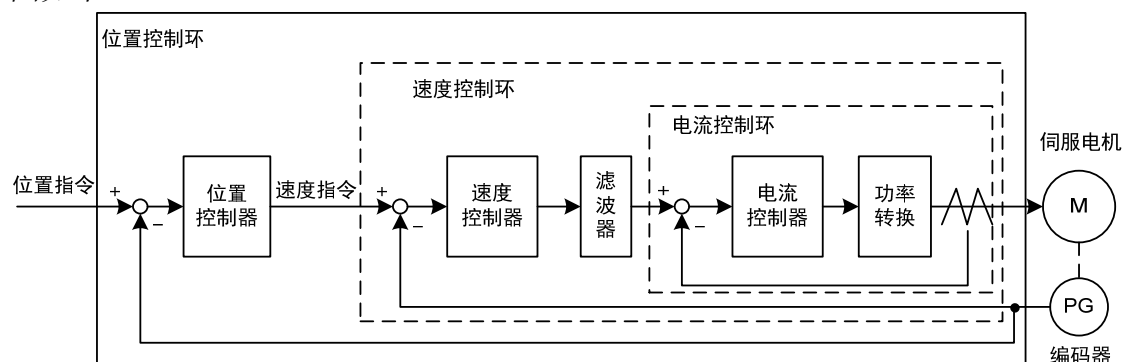 位置控制环
速度控制环
电流控制环
伺服电机
位置指令
+
−
位置
控制器
速度指令
+
−
速度
控制器
滤
波
器
+
−
电流
控制器
功率
转换
M
PG
编码器